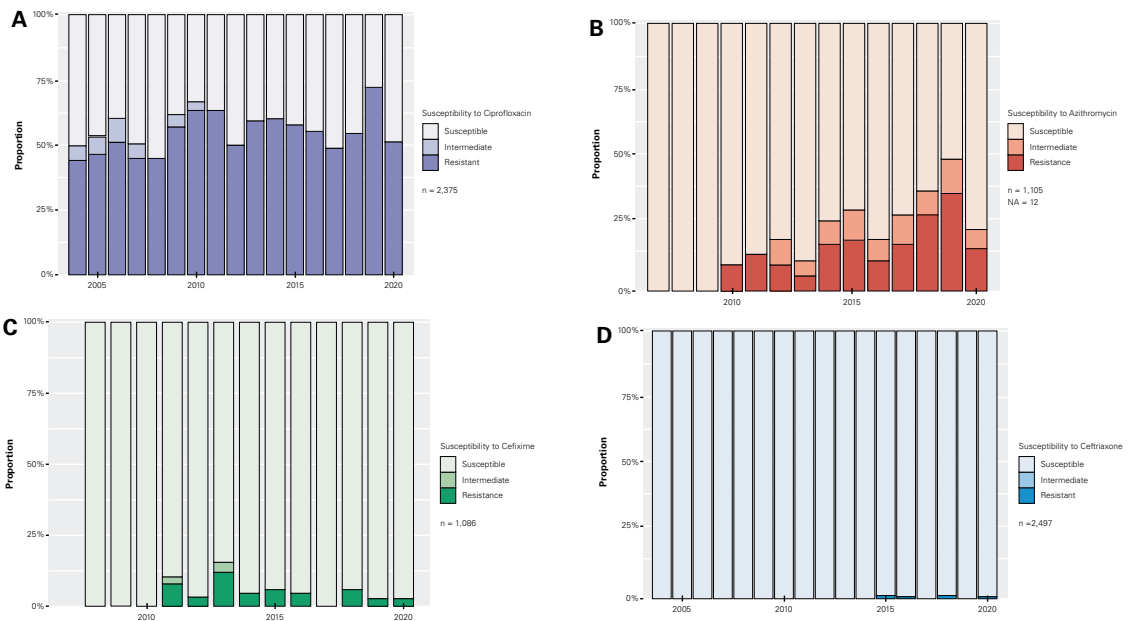 A
Proportion
100%
75%
50%
25%
0%
2005
2010
2015
2020
Susceptibility to Ciprofloxacin
Susceptible
Intermediate
Resistant
n = 2,375
B
Proportion
100%
75%
50%
25%
0%
2010
2015
2020
Susceptibility to Azithromycin
Susceptible
Intermediate
Resistance
n = 1,105
NA = 12
C
Proportion
100%
75%
50%
25%
0%
2010
2015
2020
Susceptibility to Cefixime
Susceptible
Intermediate
Resistance
n = 1,086
D
Proportion
100%
75%
50%
25%
0%
2005
2010
2015
2020
Susceptibility to Ceftriaxone
Susceptible
Intermediate
Resistant
n =2,497